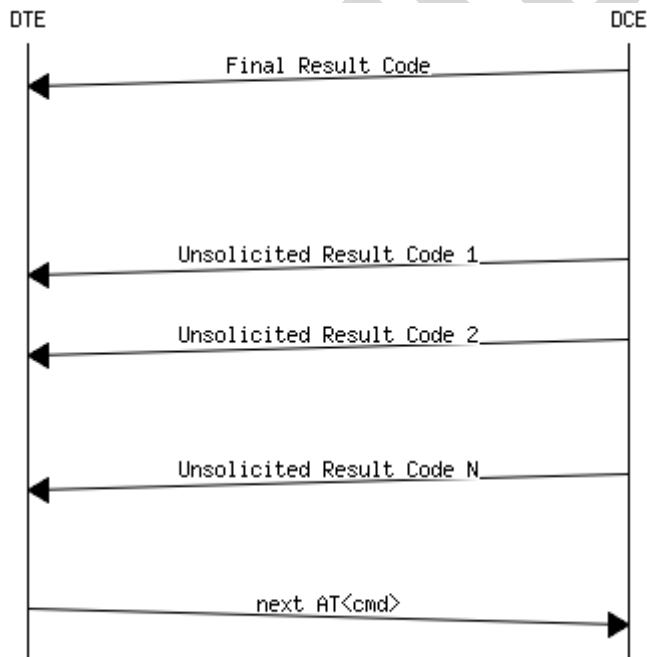 DTE DCE
Final Result Code
Unsolicited Result Code 1
Unsolicited Result Code 2
Unsolicited Result Code N
next AT<cmd>